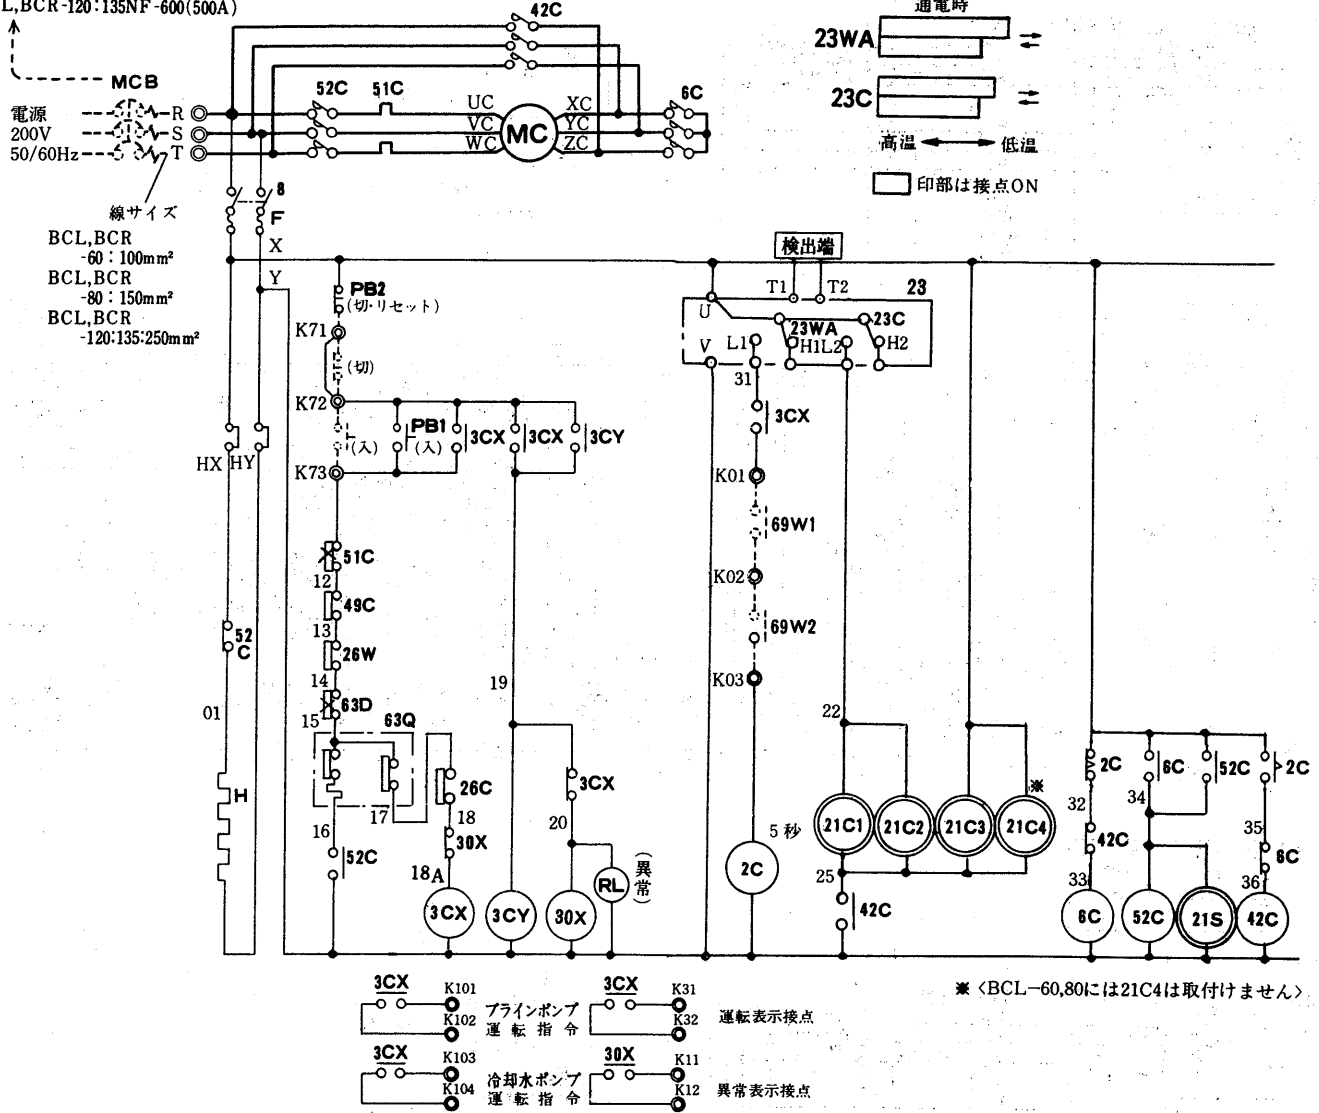 L,BCR-120:135NF-600(500A)
42C
通電時
23WA
23C
高温 低温
印部は接点ON
MCB
52C
51C
6C
電源
200V
50/60Hz
R
S
T
UC
VC
WC
MC
XC
YC
ZC
線サイズ
8
F
BCL,BCR
-60:100mm²
BCL,BCR
-80:150mm²
BCL,BCR
-120:135:250mm²
X
Y
検出端
T1
T2
23
PB2
(切・リセット)
K71
(切)
K72
(入)
PB1
(入)
3CX
3CX
3CY
K73
U
V
L1
23WA
H1
L2
23C
H2
31
3CX
K01
69W1
K02
69W2
K03
HX
HY
51C
12
49C
13
26W
14
63D
15
63Q
52
C
01
H
16
17
26C
18
30X
18A
52C
19
3CX
20
3CX
3CY
30X
RL
(異常)
5秒
2C
22
21C1
21C2
21C3
21C4
※
25
42C
2C
6C
52C
2C
32
34
42C
35
6C
33
36
6C
52C
21S
42C
※〈BCL-60,80には21C4は取付けません〉
3CX
K101
K102
ブラインポンプ
運転指令
3CX
K31
K32
運転表示接点
3CX
K103
K104
冷却水ポンプ
運転指令
30X
K11
K12
異常表示接点